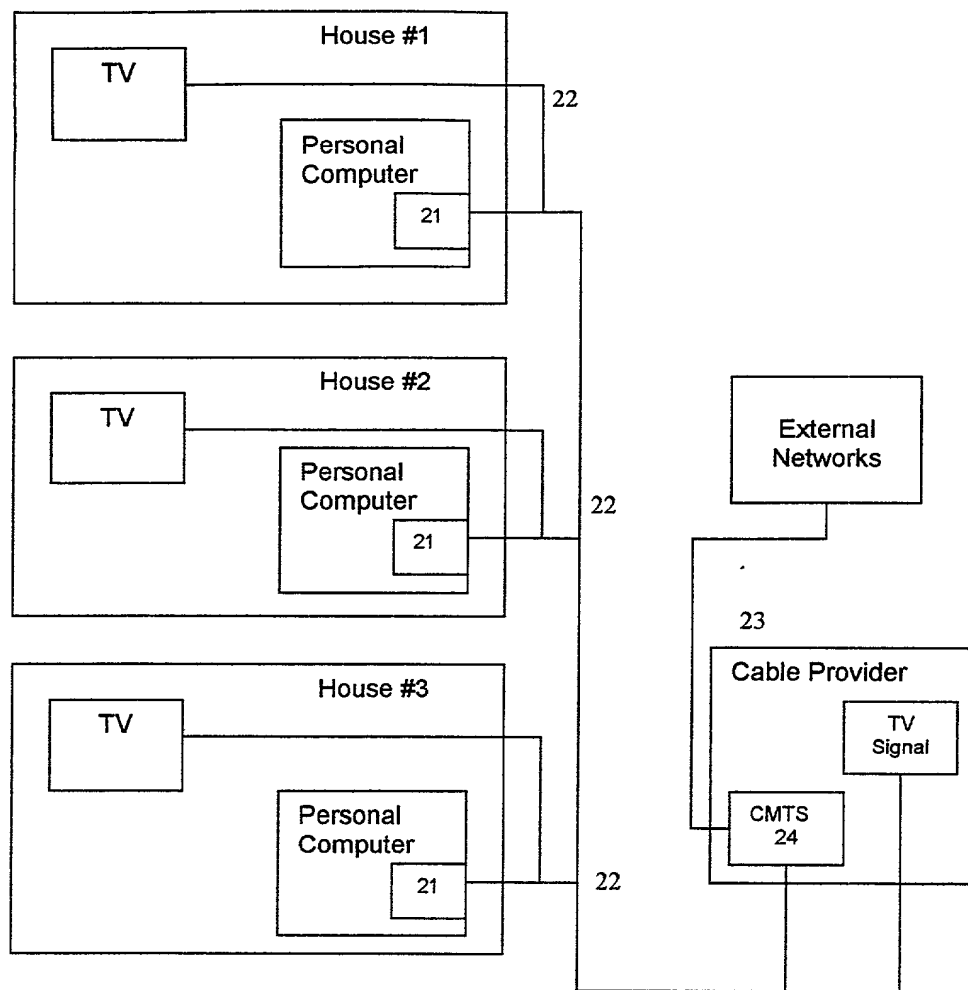 House #1
TV
22
Personal
Computer
21
House #2
TV
Personal
Computer
21
22
External
Networks
House #3
TV
Personal
Computer
21
22
23
Cable Provider
TV
Signal
CMTS
24